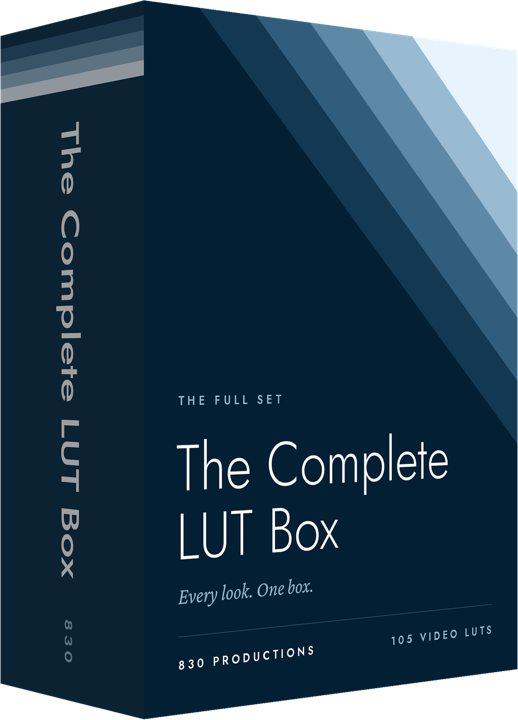 The Complete LUT Box
830
THE FULL SET
The Complete
LUT Box
Every look. One box.
830 PRODUCTIONS
105 VIDEO LUTS